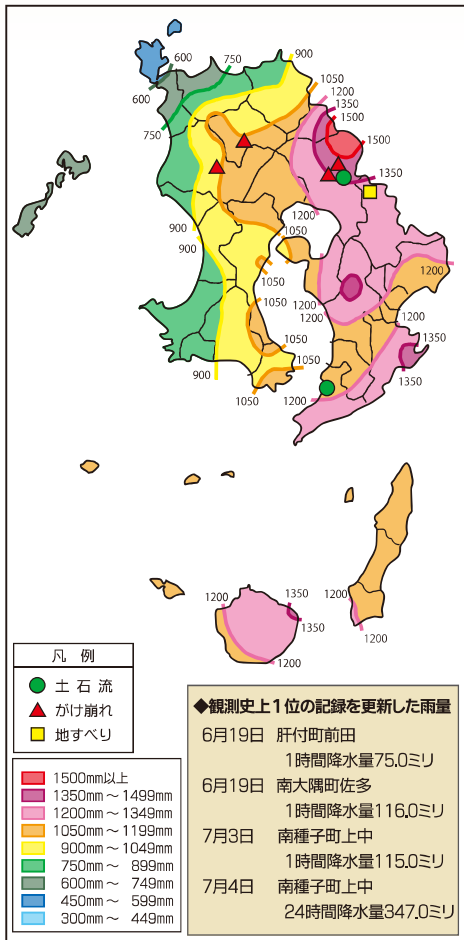 600
750
900
1050
1200
1350
1500
600
750
1500
1350
1200
900
1050
900
1050
1200
1200
1200
1200
1050
1050
1350
1050
1350
900
1050
1200
1200
1350
1350
1200
1200
1200
凡 例
土 石 流
がけ崩れ
地すべり
1500mm以上
1350mm~1499mm
1200mm~1349mm
1050mm~1199mm
900mm~1049mm
750mm~ 899mm
600mm~ 749mm
450mm~ 599mm
300mm~ 449mm
◆観測史上1位の記録を更新した雨量
6月19日 肝付町前田
1時間降水量75.0ミリ
6月19日 南大隅町佐多
1時間降水量116.0ミリ
7月3日 南種子町上中
1時間降水量115.0ミリ
7月4日 南種子町上中
24時間降水量347.0ミリ